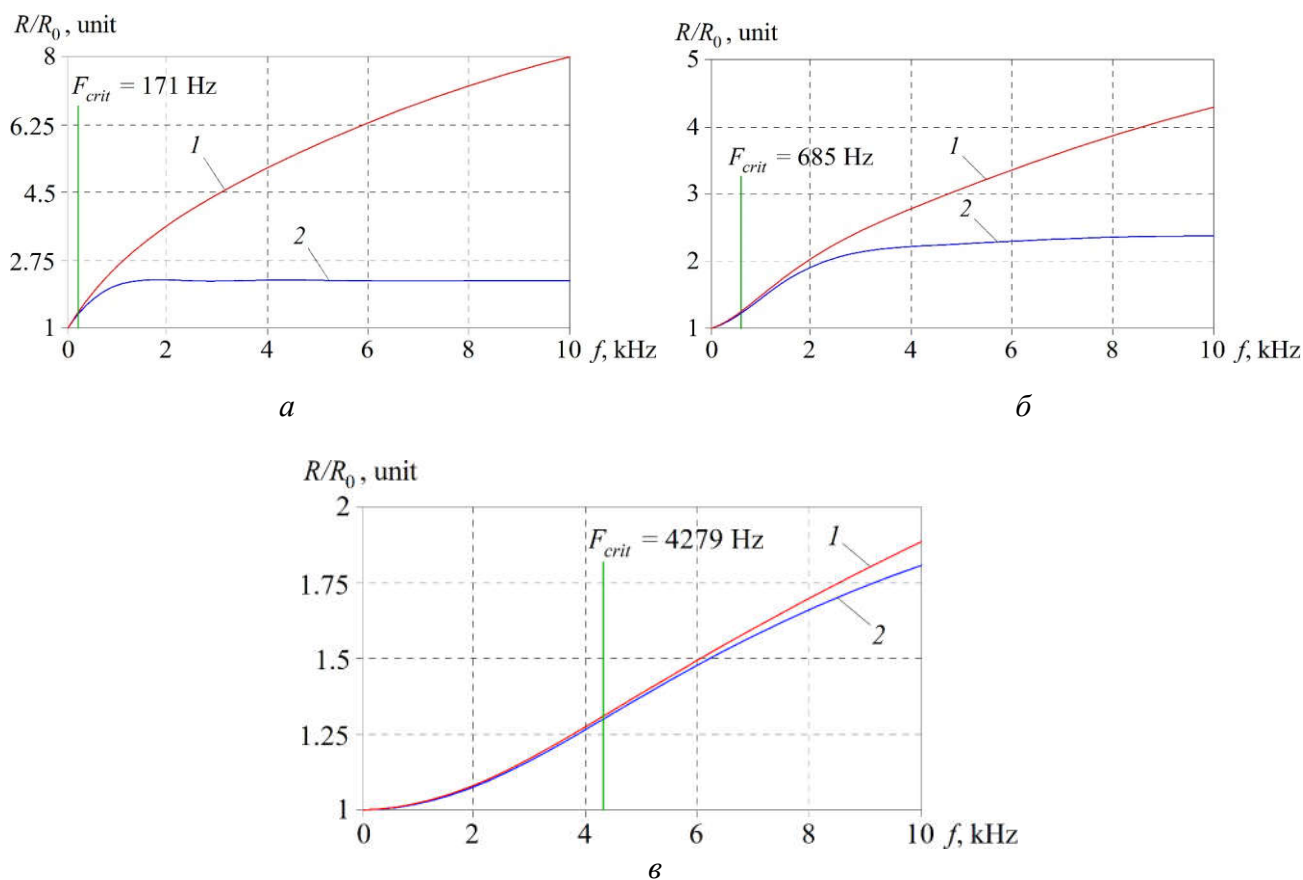 R/R₀, unit
8
6.25
4.5
2.75
1
F_crit = 171 Hz
1
2
0 2 4 6 8 10 f, kHz
а
R/R₀, unit
5
4
3
2
1
F_crit = 685 Hz
1
2
0 2 4 6 8 10 f, kHz
б
R/R₀, unit
2
1.75
1.5
1.25
1
F_crit = 4279 Hz
1
2
0 2 4 6 8 10 f, kHz
в